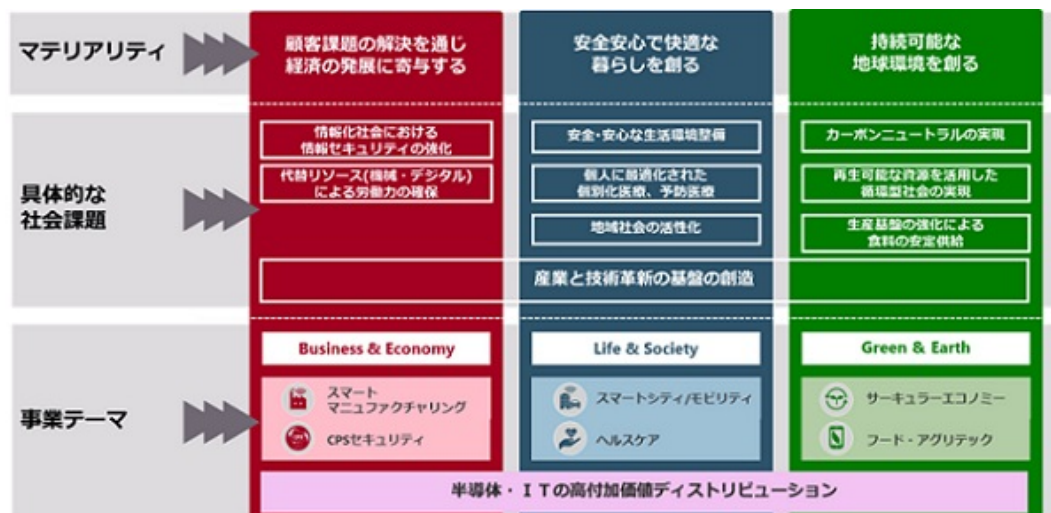 マテリアリティ
顧客課題の解決を通じ
経済の発展に寄与する
安全安心で快適な
暮らしを創る
持続可能な
地球環境を創る
具体的な
社会課題
情報化社会における
情報セキュリティの強化
代替リソース(機械・デジタル)
による労働力の確保
安全・安心な生活環境整備
個人に最適化された
個別化医療、予防医療
地域社会の活性化
カーボンニュートラルの実現
再生可能な資源を活用した
循環型社会の実現
生産基盤の強化による
食料の安定供給
産業と技術革新の基盤の創造
事業テーマ
Business & Economy
スマート
マニュファクチャリング
CPSセキュリティ
Life & Society
スマートシティ/モビリティ
ヘルスケア
Green & Earth
サーキュラーエコノミー
フード・アグリテック
半導体・ITの高付加価値ディストリビューション